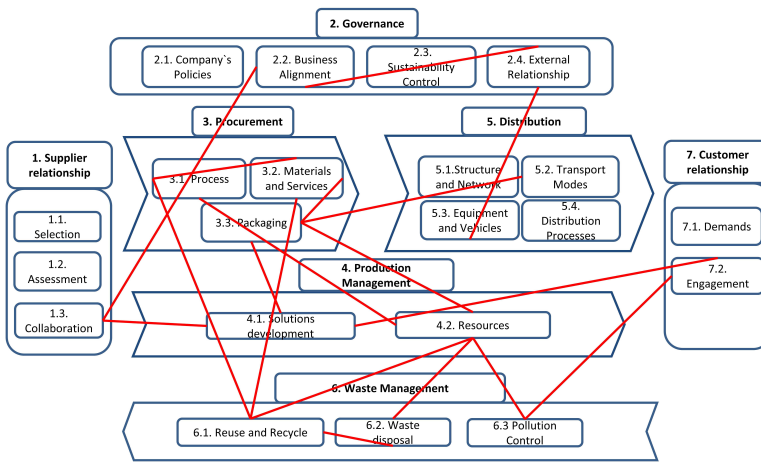 2. Governance
2.1. Company`s
Policies
2.2. Business
Alignment
2.3.
Sustainability
Control
2.4. External
Relationship
3. Procurement
5. Distribution
1. Supplier
relationship
7. Customer
relationship
3.1. Process
3.2. Materials
and Services
3.3. Packaging
5.1.Structure
and Network
5.2. Transport
Modes
5.3. Equipment
and Vehicles
5.4.
Distribution
Processes
1.1.
Selection
1.2.
Assessment
1.3.
Collaboration
7.1. Demands
7.2.
Engagement
4. Production
Management
4.1. Solutions
development
4.2. Resources
6. Waste Management
6.1. Reuse and Recycle
6.2. Waste
disposal
6.3 Pollution
Control